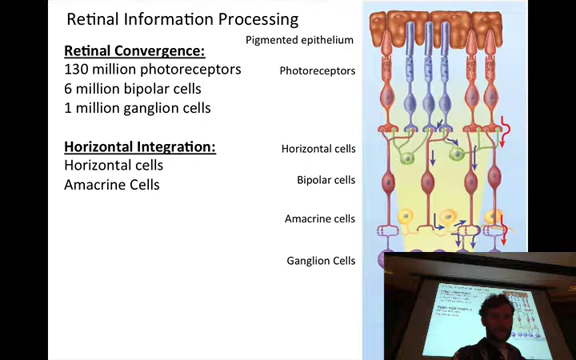 Retinal Information Processing
Retinal Convergence:
130 million photoreceptors
6 million bipolar cells
1 million ganglion cells
Horizontal Integration:
Horizontal cells
Amacrine Cells
Pigmented epithelium
Photoreceptors
Horizontal cells
Bipolar cells
Amacrine cells
Ganglion Cells